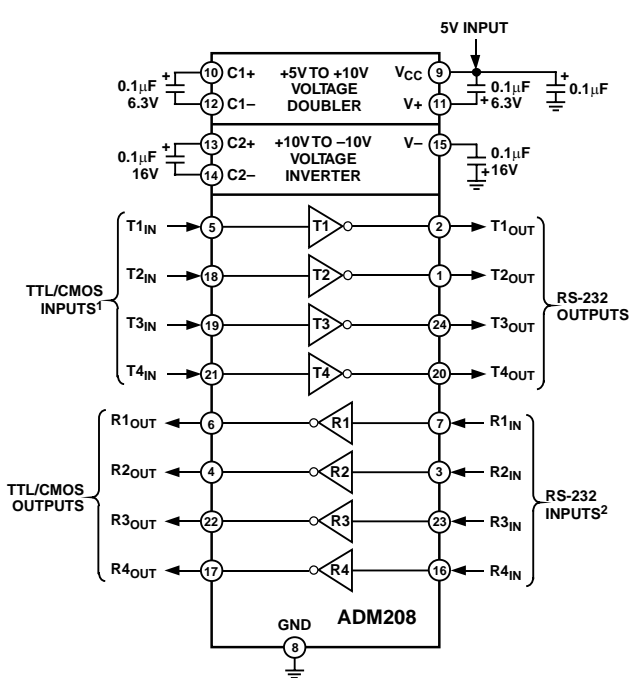 5V INPUT
0.1μF
6.3V
+
10
C1+
12
C1–
+5V TO +10V
VOLTAGE
DOUBLER
VCC
9
V+
11
0.1μF
+6.3V
+
0.1μF
0.1μF
16V
+
13
C2+
14
C2–
+10V TO –10V
VOLTAGE
INVERTER
V–
15
0.1μF
+16V
TTL/CMOS
INPUTS1
T1IN
5
T1
2
T1OUT
T2IN
18
T2
1
T2OUT
T3IN
19
T3
24
T3OUT
T4IN
21
T4
20
T4OUT
RS-232
OUTPUTS
TTL/CMOS
OUTPUTS
R1OUT
6
R1
7
R1IN
R2OUT
4
R2
3
R2IN
R3OUT
22
R3
23
R3IN
R4OUT
17
R4
16
R4IN
RS-232
INPUTS2
GND
8
ADM208